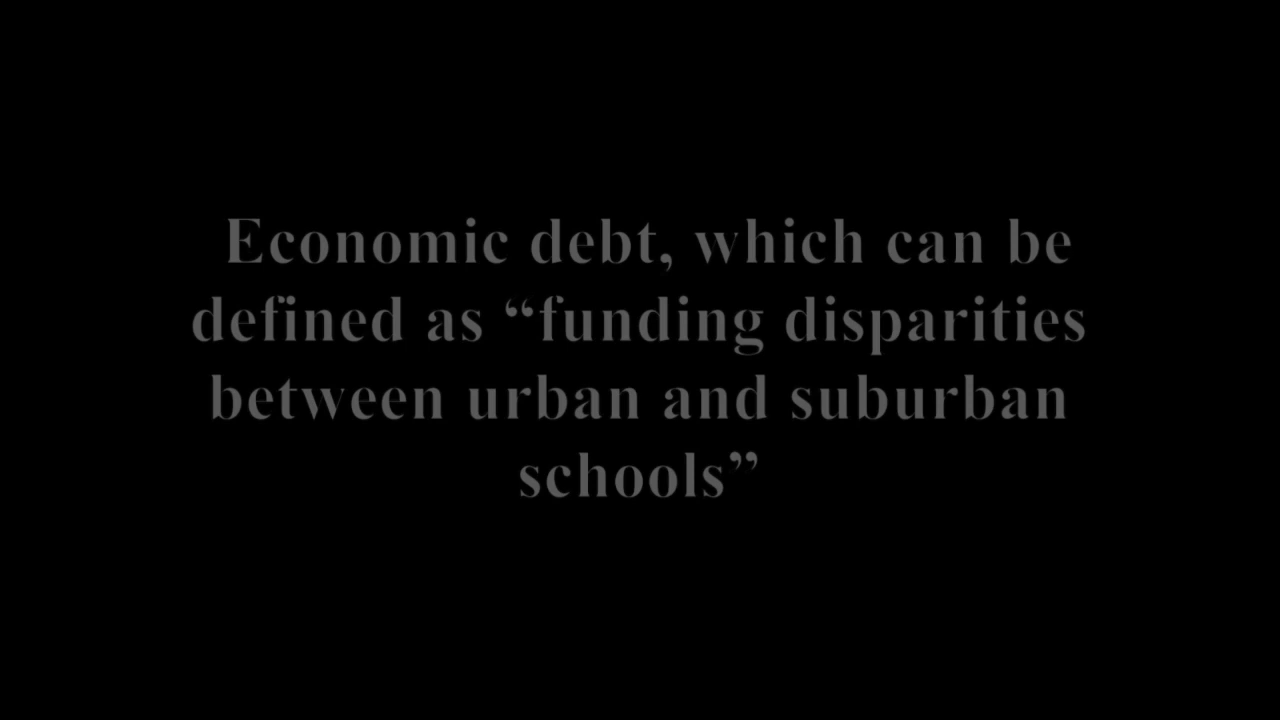 Economic debt, which can be
defined as “funding disparities
between urban and suburban
schools”